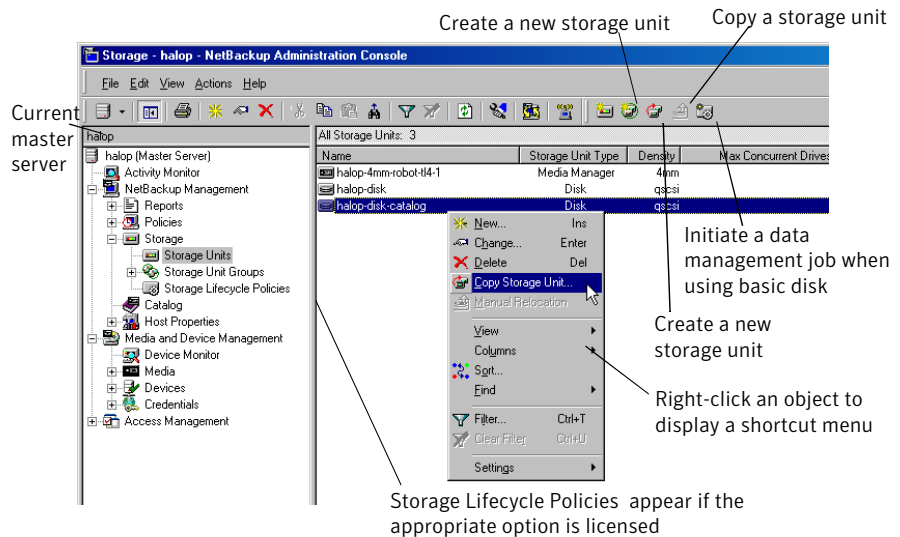 Create a new storage unit
Copy a storage unit
Storage - halop - NetBackup Administration Console
File Edit View Actions Help
Current
master
server
halop
All Storage Units: 3
Name Storage Unit Type Density Max Concurrent Drives
halop (Master Server)
Activity Monitor
NetBackup Management
Reports
Policies
Storage
Storage Units
Storage Unit Groups
Storage Lifecycle Policies
Catalog
Host Properties
Media and Device Management
Device Monitor
Media
Devices
Credentials
Access Management
halop-4mm-robot-tl4-1 Media Manager 4mm
halop-disk Disk qscsi
halop-disk-catalog Disk qscsi
New... Ins
Change... Enter
Delete Del
Copy Storage Unit...
Manual Relocation
View
Columns
Sort...
Find
Filter... Ctrl+T
Clear Filter Ctrl+U
Settings
Initiate a data
management job when
using basic disk
Create a new
storage unit
Right-click an object to
display a shortcut menu
Storage Lifecycle Policies appear if the
appropriate option is licensed